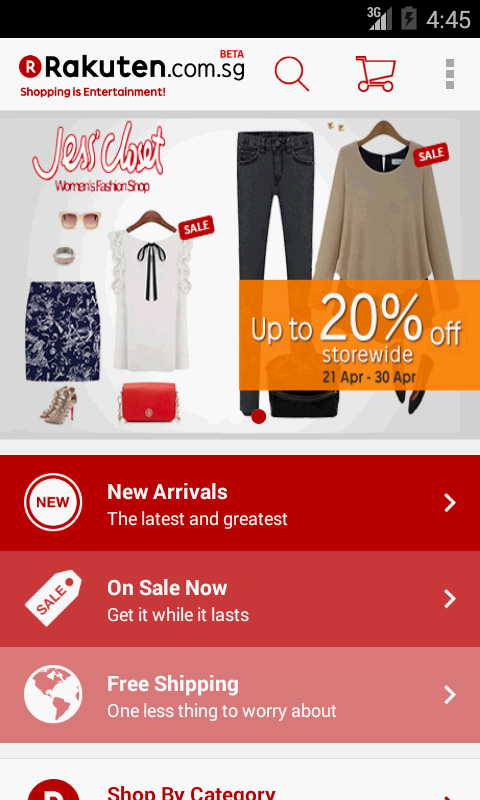 3G 4:45
BETA
R Rakuten.com.sg
Shopping is Entertainment!
Jess' Closet
Women's Fashion Shop
SALE
SALE
Up to 20% off
storewide
21 Apr - 30 Apr
NEW
New Arrivals
The latest and greatest
SALE
On Sale Now
Get it while it lasts
Free Shipping
One less thing to worry about
R
Shop By Category